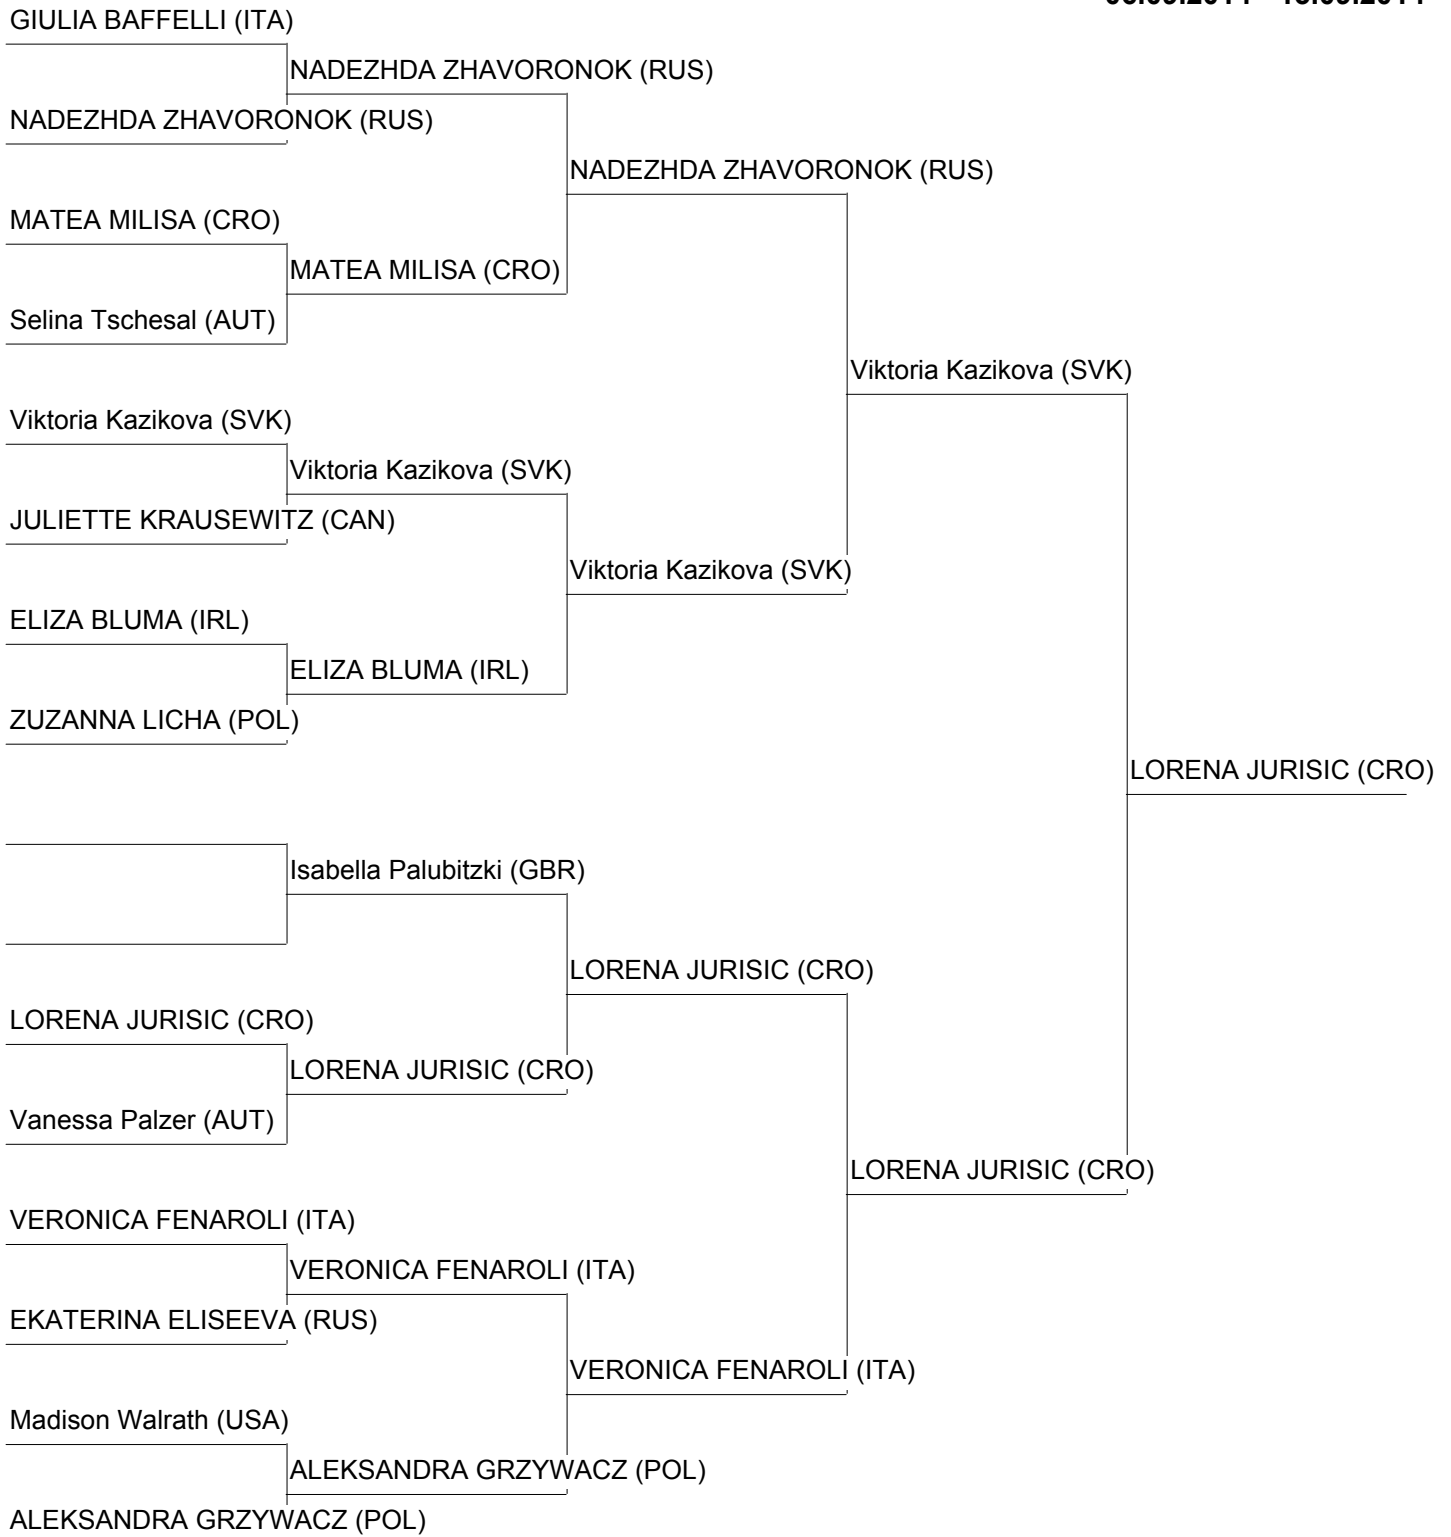 GIULIA BAFFELLI (ITA)
NADEZHDA ZHAVORONOK (RUS)
NADEZHDA ZHAVORONOK (RUS)
NADEZHDA ZHAVORONOK (RUS)
MATEA MILISA (CRO)
MATEA MILISA (CRO)
Selina Tschesal (AUT)
Viktoria Kazikova (SVK)
Viktoria Kazikova (SVK)
Viktoria Kazikova (SVK)
JULIETTE KRAUSEWITZ (CAN)
Viktoria Kazikova (SVK)
ELIZA BLUMA (IRL)
ELIZA BLUMA (IRL)
ZUZANNA LICHA (POL)
LORENA JURISIC (CRO)
Isabella Palubitzki (GBR)
LORENA JURISIC (CRO)
LORENA JURISIC (CRO)
LORENA JURISIC (CRO)
Vanessa Palzer (AUT)
LORENA JURISIC (CRO)
VERONICA FENAROLI (ITA)
VERONICA FENAROLI (ITA)
EKATERINA ELISEEVA (RUS)
VERONICA FENAROLI (ITA)
Madison Walrath (USA)
ALEKSANDRA GRZYWACZ (POL)
ALEKSANDRA GRZYWACZ (POL)